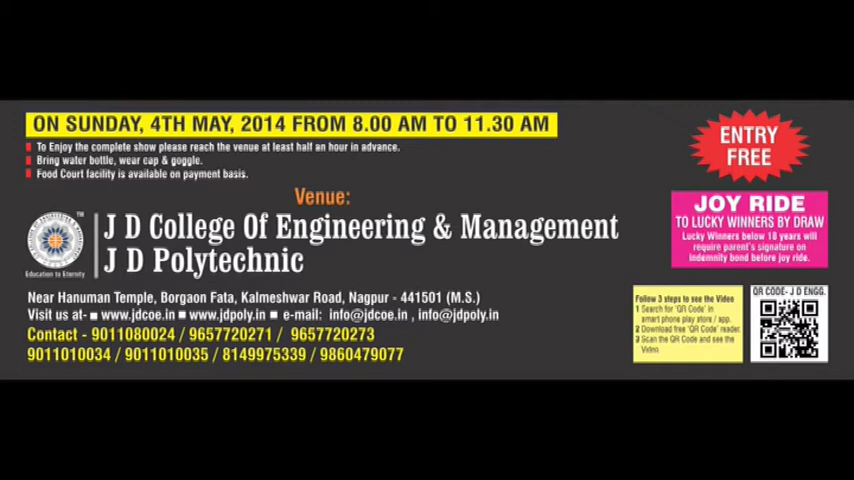 ON SUNDAY, 4TH MAY, 2014 FROM 8.00 AM TO 11.30 AM
To Enjoy the complete show please reach the venue at least half an hour in advance.
Bring water bottle, wear cap & goggle.
Food Court facility is available on payment basis.
ENTRY
FREE
JOY RIDE
TO LUCKY WINNERS BY DRAW
Lucky Winners below 18 years will
require parent's signature on
indemnity bond before joy ride.
Venue:
J D College Of Engineering & Management
J D Polytechnic
TM
Education to Eternity
Near Hanuman Temple, Borgaon Fata, Kalmeshwar Road, Nagpur - 441501 (M.S.)
Visit us at- www.jdcoe.in www.jdpoly.in e-mail: info@jdcoe.in , info@jdpoly.in
Contact - 9011080024 / 9657720271 / 9657720273
9011010034 / 9011010035 / 8149975339 / 9860479077
Follow 3 steps to see the Video
1 Search for 'QR Code' in
smart phone play store / app.
2 Download free 'QR Code' reader.
3 Scan the QR Code and see the
Video.
QR CODE- J D ENGG.